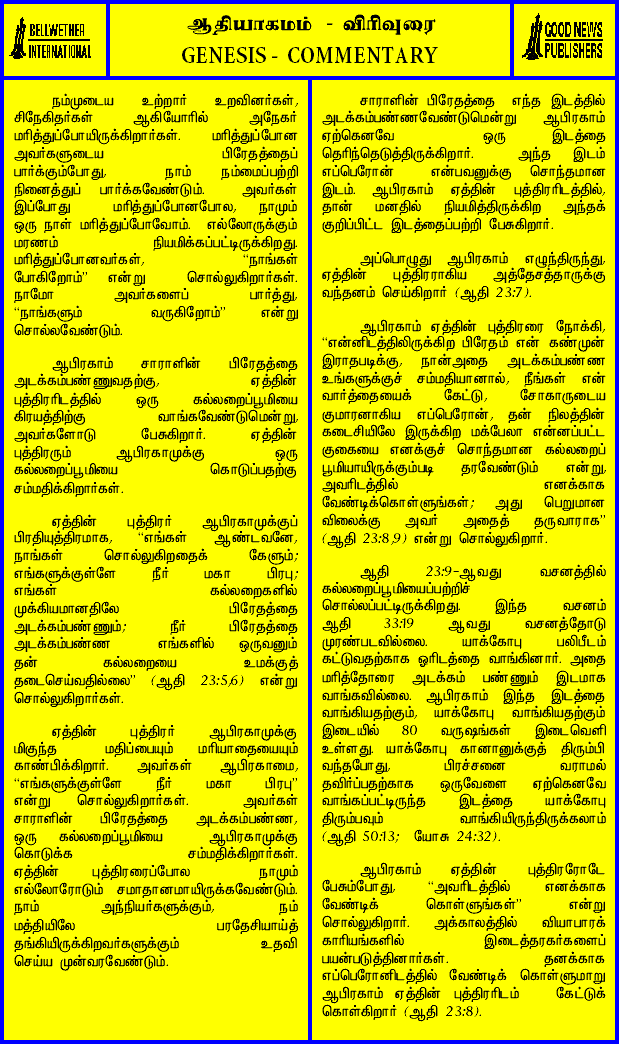 BELLWETHER
INTERNATIONAL
ஆதியாகமம் - விரிவுரை
GENESIS - COMMENTARY
GOOD NEWS
PUBLISHERS
நம்முடைய உற்றார் உறவினர்கள்,
சிநேகிதர்கள் ஆகியோரில் அநேகர்
மரித்துப்போயிருக்கிறார்கள். மரித்துப்போன
அவர்களுடைய பிரேதத்தைப்
பார்க்கும்போது, நாம் நம்மைப்பற்றி
நினைத்துப் பார்க்கவேண்டும். அவர்கள்
இப்போது மரித்துப்போனபோல, நாமும்
ஒரு நாள் மரித்துப்போவோம். எல்லோருக்கும்
மரணம் நியமிக்கப்பட்டிருக்கிறது.
மரித்துப்போனவர்கள், “நாங்கள்
போகிறோம்” என்று சொல்லுகிறார்கள்.
நாமோ அவர்களைப் பார்த்து,
“நாங்களும் வருகிறோம்” என்று
சொல்லவேண்டும்.
ஆபிரகாம் சாராளின் பிரேதத்தை
அடக்கம்பண்ணுவதற்கு, ஏத்தின்
புத்திரரிடத்தில் ஒரு கல்லறைப்பூமியை
கிரயத்திற்கு வாங்கவேண்டுமென்று,
அவர்களோடு பேசுகிறார். ஏத்தின்
புத்திரரும் ஆபிரகாமுக்கு ஒரு
கல்லறைப்பூமியை கொடுப்பதற்கு
சம்மதிக்கிறார்கள்.
ஏத்தின் புத்திரர் ஆபிரகாமுக்குப்
பிரதியுத்திரமாக, “எங்கள் ஆண்டவனே,
நாங்கள் சொல்லுகிறதைக் கேளும்;
எங்களுக்குள்ளே நீர் மகா பிரபு;
எங்கள் கல்லறைகளில்
முக்கியமானதிலே பிரேதத்தை
அடக்கம்பண்ணும்; நீர் பிரேதத்தை
அடக்கம்பண்ண எங்களில் ஒருவனும்
தன் கல்லறையை உமக்குத்
தடைசெய்வதில்லை” (ஆதி 23:5,6) என்று
சொல்லுகிறார்கள்.
ஏத்தின் புத்திரர் ஆபிரகாமுக்கு
மிகுந்த மதிப்பையும் மரியாதையையும்
காண்பிக்கிறார். அவர்கள் ஆபிரகாமை,
“எங்களுக்குள்ளே நீர் மகா பிரபு”
என்று சொல்லுகிறார்கள். அவர்கள்
சாராளின் பிரேதத்தை அடக்கம்பண்ண,
ஒரு கல்லறைப்பூமியை ஆபிரகாமுக்கு
கொடுக்க சம்மதிக்கிறார்கள்.
ஏத்தின் புத்திரரைப்போல நாமும்
எல்லோரோடும் சமாதானமாயிருக்கவேண்டும்.
நாம் அந்நியர்களுக்கும், நம்
மத்தியிலே பரதேசியாய்த்
தங்கியிருக்கிறவர்களுக்கும் உதவி
செய்ய முன்வரவேண்டும்.
சாராளின் பிரேதத்தை எந்த இடத்தில்
அடக்கம்பண்ணவேண்டுமென்று ஆபிரகாம்
ஏற்கெனவே ஒரு இடத்தை
தெரிந்தெடுத்திருக்கிறார். அந்த இடம்
எப்பெரோன் என்பவனுக்கு சொந்தமான
இடம். ஆபிரகாம் ஏத்தின் புத்திரரிடத்தில்,
தான் மனதில் நியமித்திருக்கிற அந்தக்
குறிப்பிட்ட இடத்தைப்பற்றி பேசுகிறார்.
அப்பொழுது ஆபிரகாம் எழுந்திருந்து,
ஏத்தின் புத்திரராகிய அத்தேசத்தாருக்கு
வந்தனம் செய்கிறார் (ஆதி 23:7).
ஆபிரகாம் ஏத்தின் புத்திரரை நோக்கி,
“என்னிடத்திலிருக்கிற பிரேதம் என் கண்முன்
இராதபடிக்கு, நான்அதை அடக்கம்பண்ண
உங்களுக்குச் சம்மதியானால், நீங்கள் என்
வார்த்தையைக் கேட்டு, சோகாருடைய
குமாரனாகிய எப்பெரோன், தன் நிலத்தின்
கடைசியிலே இருக்கிற மக்பேலா என்னப்பட்ட
குகையை எனக்குச் சொந்தமான கல்லறைப்
பூமியாயிருக்கும்படி தரவேண்டும் என்று,
அவரிடத்தில் எனக்காக
வேண்டிக்கொள்ளுங்கள்; அது பெறுமான
விலைக்கு அவர் அதைத் தருவாராக”
(ஆதி 23:8,9) என்று சொல்லுகிறார்.
ஆதி 23:9-ஆவது வசனத்தில்
கல்லறைப்பூமியைப்பற்றிச்
சொல்லப்பட்டிருக்கிறது. இந்த வசனம்
ஆதி 33:19 ஆவது வசனத்தோடு
முரண்படவில்லை. யாக்கோபு பலிபீடம்
கட்டுவதற்காக ஓரிடத்தை வாங்கினார். அதை
மரித்தோரை அடக்கம் பண்ணும் இடமாக
வாங்கவில்லை. ஆபிரகாம் இந்த இடத்தை
வாங்கியதற்கும், யாக்கோபு வாங்கியதற்கும்
இடையில் 80 வருஷங்கள் இடைவெளி
உள்ளது. யாக்கோபு கானானுக்குத் திரும்பி
வந்தபோது, பிரச்சனை வராமல்
தவிர்ப்பதற்காக ஒருவேளை ஏற்கெனவே
வாங்கப்பட்டிருந்த இடத்தை யாக்கோபு
திரும்பவும் வாங்கியிருந்திருக்கலாம்
(ஆதி 50:13; யோசு 24:32).
ஆபிரகாம் ஏத்தின் புத்திரரோடே
பேசும்போது, “அவரிடத்தில் எனக்காக
வேண்டிக் கொள்ளுங்கள்” என்று
சொல்லுகிறார். அக்காலத்தில் வியாபாரக்
காரியங்களில் இடைத்தரகர்களைப்
பயன்படுத்தினார்கள். தனக்காக
எப்பெரோனிடத்தில் வேண்டிக் கொள்ளுமாறு
ஆபிரகாம் ஏத்தின் புத்திரரிடம் கேட்டுக்
கொள்கிறார் (ஆதி 23:8).